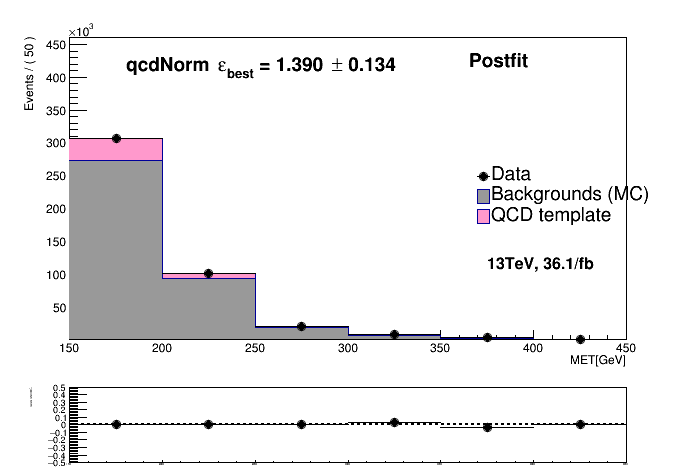 ×10³
Events / ( 50 )
450
400
350
300
250
200
150
100
50
qcdNorm ε_best = 1.390 ± 0.134
Postfit
Data
Backgrounds (MC)
QCD template
13TeV, 36.1/fb
150 200 250 300 350 400 450
MET[GeV]
0.5
0.4
0.3
0.2
0.1
0
−0.1
−0.2
−0.3
−0.4
−0.5